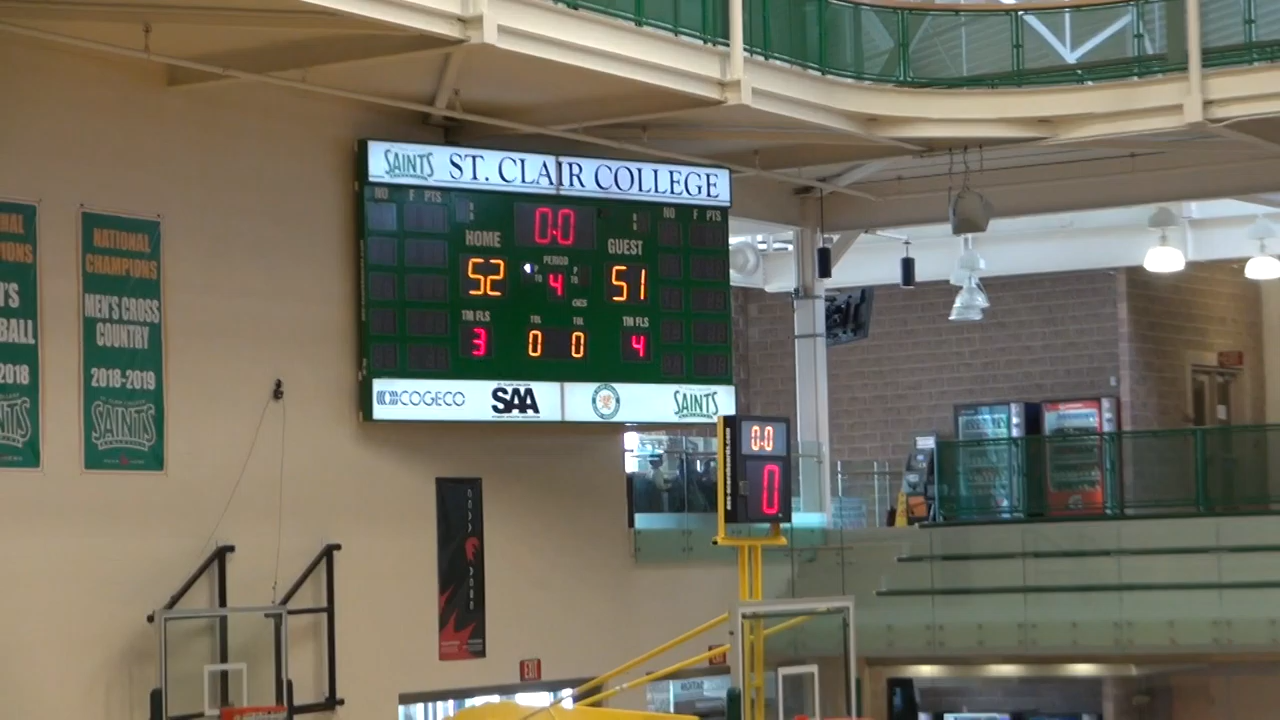 SAINTS ST. CLAIR COLLEGE
NO F PTS
0.0
NO F PTS
HOME
GUEST
PERIOD
52
4
51
TM FLS
TOL
TOL
TM FLS
3
0
0
4
COGECO
SAA
SAINTS
0.0
0
NATIONAL
CHAMPIONS
MEN'S CROSS
COUNTRY
2018-2019
SAINTS
2018
EXIT